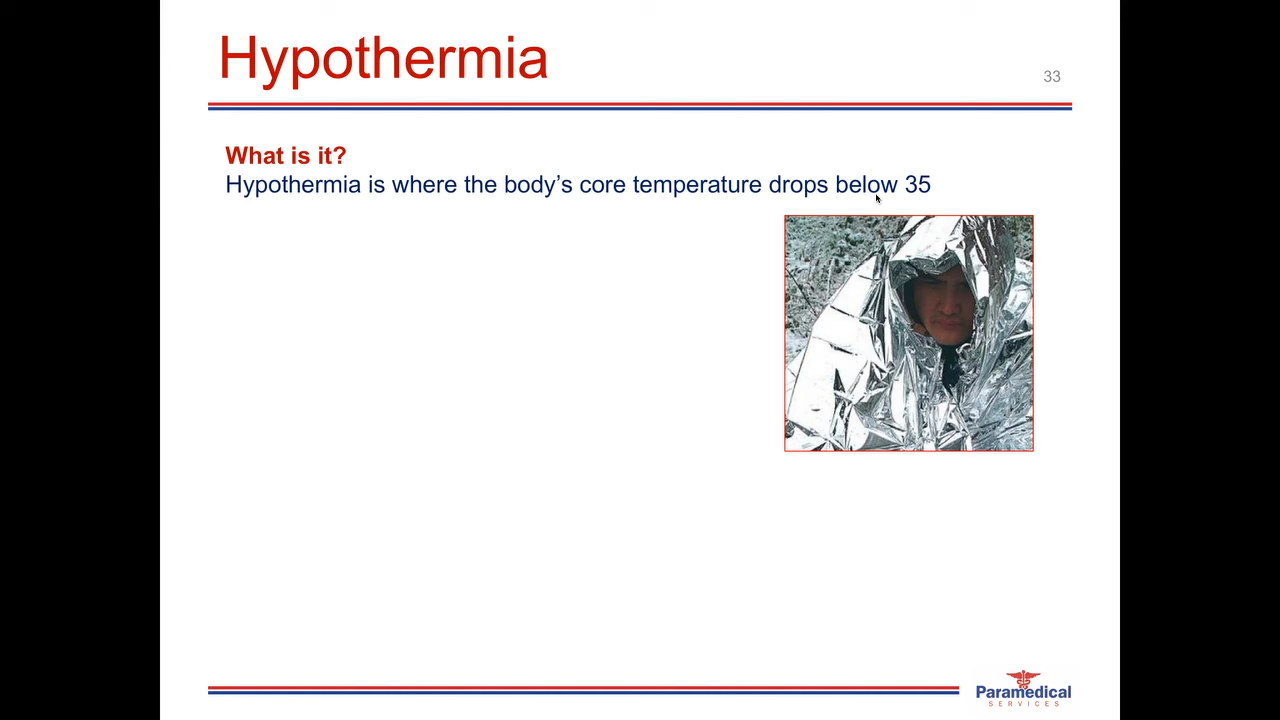 Hypothermia
33
What is it?
Hypothermia is where the body’s core temperature drops below 35
Paramedical
SERVICES